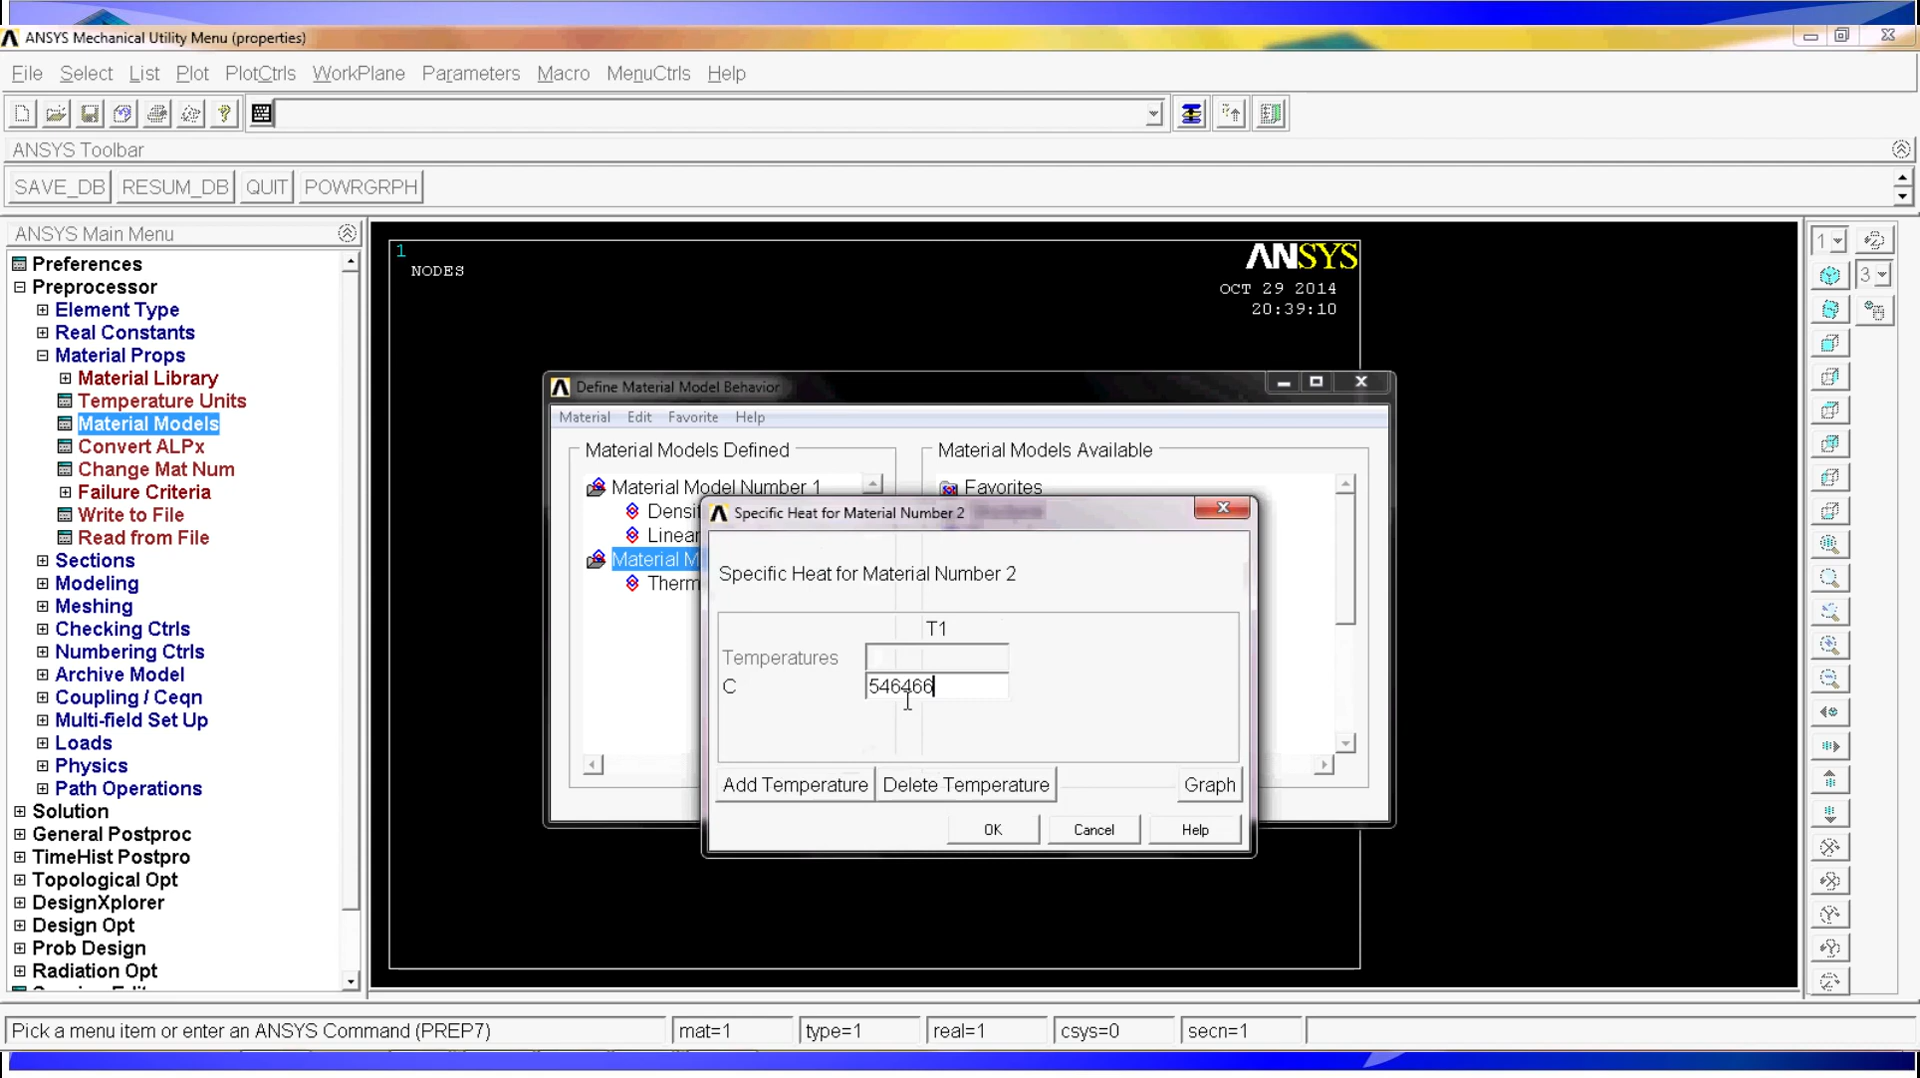 ANSYS Mechanical Utility Menu (properties)
File Select List Plot PlotCtrls WorkPlane Parameters Macro MenuCtrls Help
ANSYS Toolbar
SAVE_DB RESUM_DB QUIT POWRGRPH
ANSYS Main Menu
Preferences
Preprocessor
Element Type
Real Constants
Material Props
Material Library
Temperature Units
Material Models
Convert ALPx
Change Mat Num
Failure Criteria
Write to File
Read from File
Sections
Modeling
Meshing
Checking Ctrls
Numbering Ctrls
Archive Model
Coupling / Ceqn
Multi-field Set Up
Loads
Physics
Path Operations
Solution
General Postproc
TimeHist Postpro
Topological Opt
DesignXplorer
Design Opt
Prob Design
Radiation Opt
1
NODES
ANSYS
OCT 29 2014
20:39:10
Define Material Model Behavior
Material Edit Favorite Help
Material Models Defined
Material Models Available
Material Model Number 1
Favorites
Densi
Linear
Material M
Therm
Specific Heat for Material Number 2
Specific Heat for Material Number 2
T1
Temperatures
C 546466
Add Temperature Delete Temperature Graph
OK Cancel Help
1
3
Pick a menu item or enter an ANSYS Command (PREP7) mat=1 type=1 real=1 csys=0 secn=1